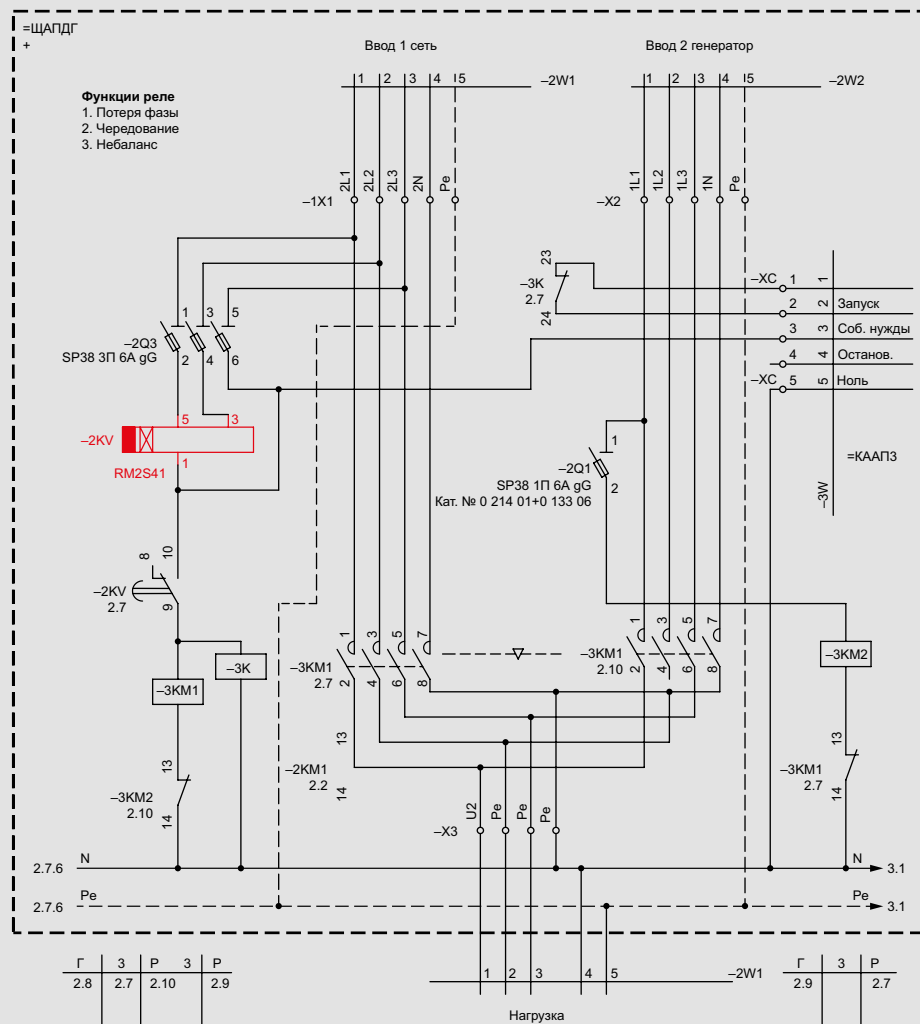 =ЩАПДГ
+
Ввод 1 сеть
Ввод 2 генератор
1 2 3 4 5
–2W1
1 2 3 4 5
–2W2
Функции реле
1. Потеря фазы
2. Чередование
3. Небаланс
2L1 2L2 2L3 2N Pe
–1X1
1L1 1L2 1L3 1N Pe
–X2
23
–3K
2.7
24
–XC 1 1
2 2 Запуск
3 3 Соб. нужды
4 4 Останов.
–XC 5 5 Ноль
=КААП3
–3W
1 3 5
–2Q3
SP38 3П 6А gG
2 4 6
5 3
–2KV
1
RM2S41
1
–2Q1
SP38 1П 6А gG
2
Кат. № 0 214 01+0 133 06
8 10
–2KV
2.7
9
–3K
–3KM1
13
–3KM2
2.10
14
1 3 5 7
–3KM1
2.7
2 4 6 8
1 3 5 7
–3KM1
2.10
2 4 6 8
–3KM2
13
–2KM1
2.2
14
13
–3KM1
2.7
14
U2 Pe Pe Pe
–X3
2.7.6 N
N 3.1
2.7.6 Pe
Pe 3.1
Г 3 Р 3 Р
2.8 2.7 2.10 2.9
1 2 3 4 5
–2W1
Нагрузка
Г 3 Р
2.9 2.7